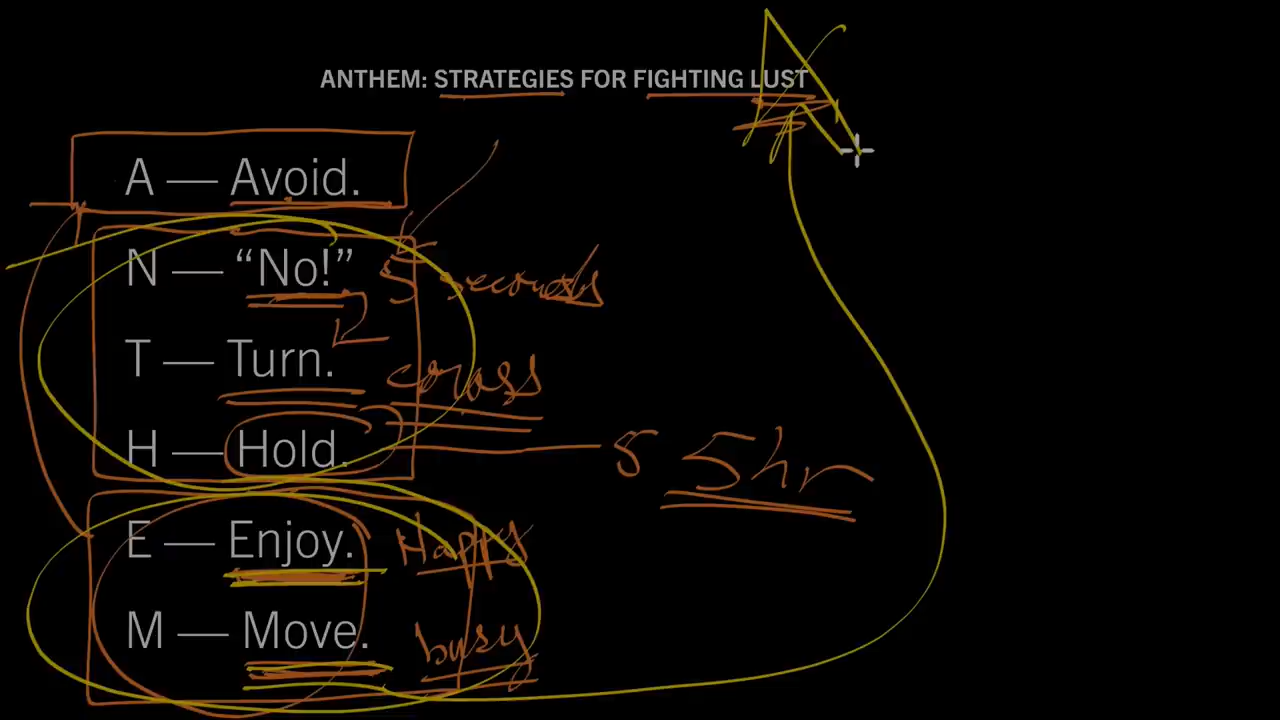 ANTHEM: STRATEGIES FOR FIGHTING LUST
A — Avoid.
N — “No!” 5 seconds
T — Turn. cross
H — Hold. 5hr
E — Enjoy. Happy
M — Move. busy